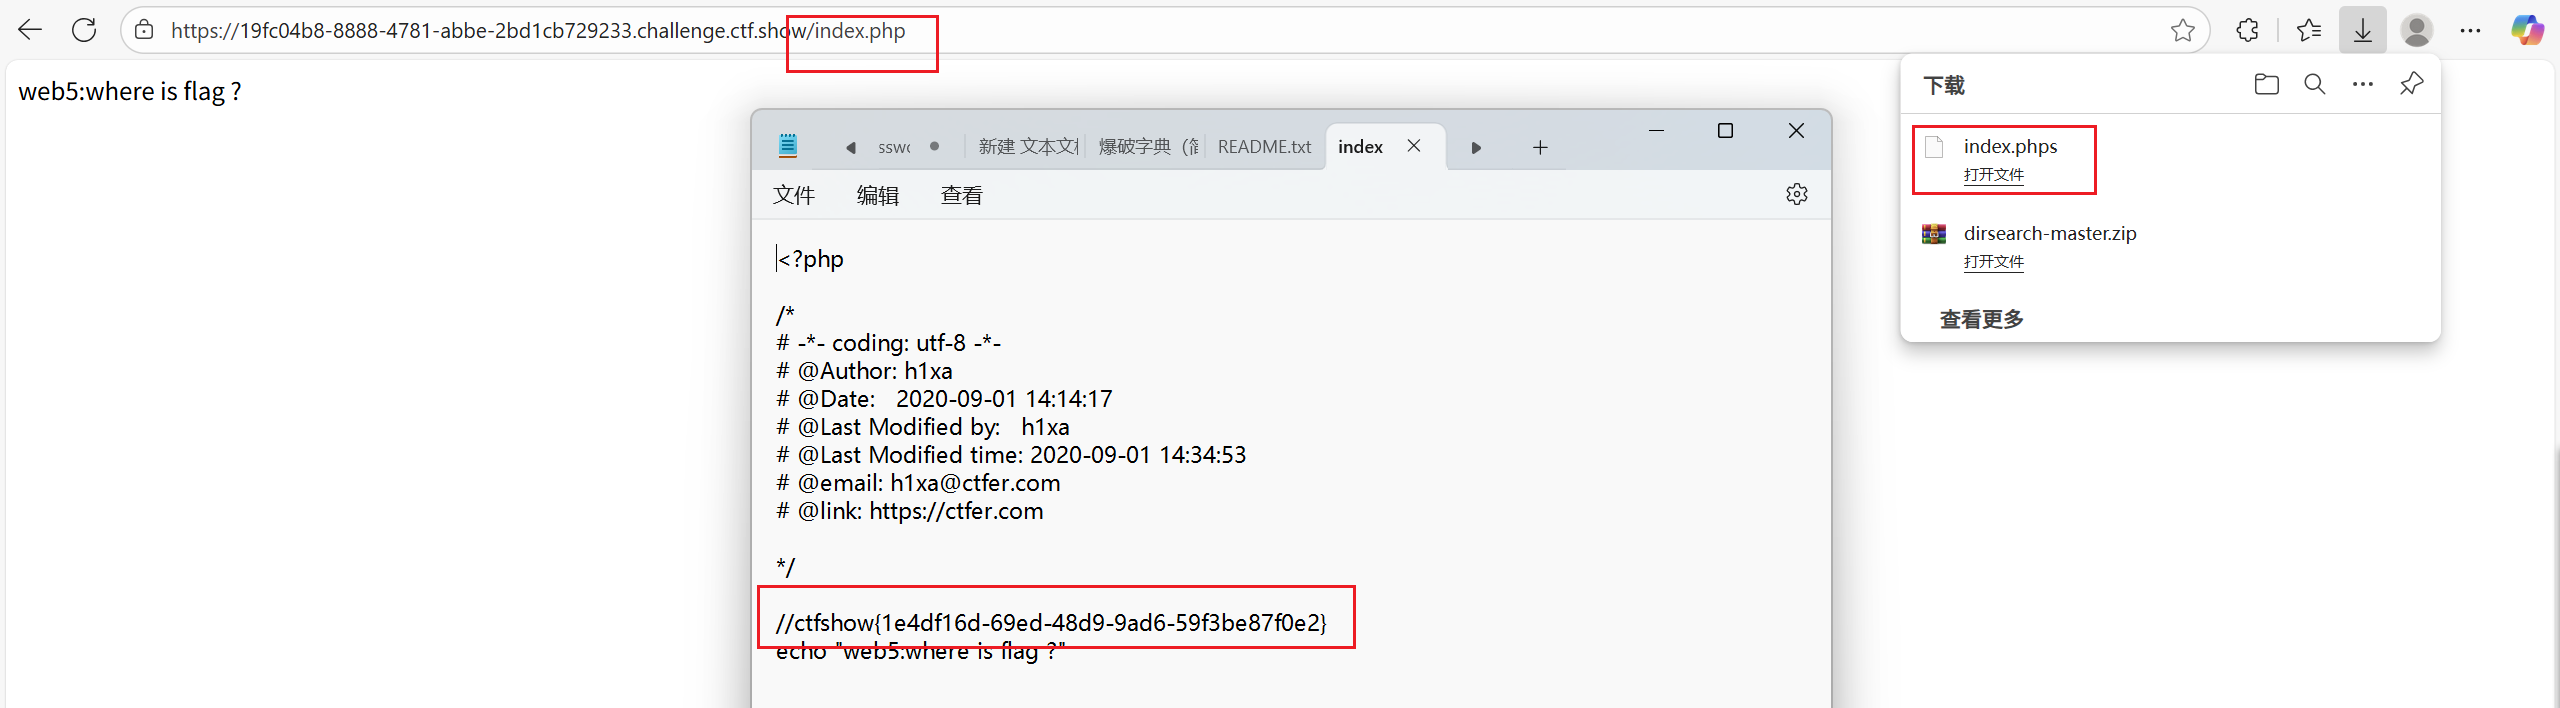 https://19fc04b8-8888-4781-abbe-2bd1cb729233.challenge.ctf.show/index.php
web5:where is flag ?
下载
index.phps
打开文件
dirsearch-master.zip
打开文件
查看更多
新建 文本文
爆破字典
README.txt
index
文件 编辑 查看
<?php
/*
# -*- coding: utf-8 -*-
# @Author: h1xa
# @Date:   2020-09-01 14:14:17
# @Last Modified by:   h1xa
# @Last Modified time: 2020-09-01 14:34:53
# @email: h1xa@ctfer.com
# @link: https://ctfer.com
*/
//ctfshow{1e4df16d-69ed-48d9-9ad6-59f3be87f0e2}
echo "web5:where is flag ?"